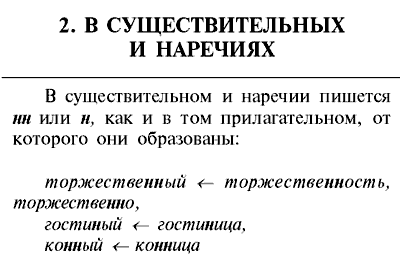 2. В СУЩЕСТВИТЕЛЬНЫХ
И НАРЕЧИЯХ
В существительном и наречии пишется
нн или н, как и в том прилагательном, от
которого они образованы:
торжественный ← торжественность,
торжественно,
гостиный ← гостиница,
конный ← конница